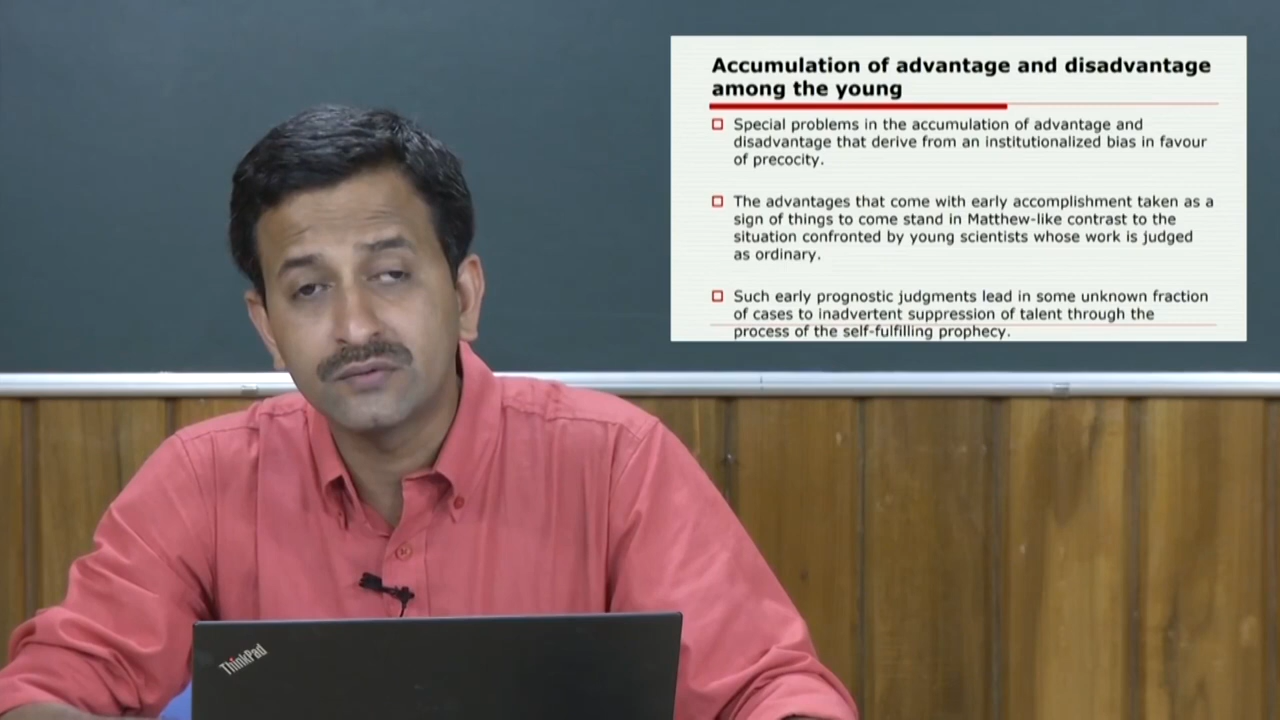 Accumulation of advantage and disadvantage
among the young
Special problems in the accumulation of advantage and
disadvantage that derive from an institutionalized bias in favour
of precocity.
The advantages that come with early accomplishment taken as a
sign of things to come stand in Matthew-like contrast to the
situation confronted by young scientists whose work is judged
as ordinary.
Such early prognostic judgments lead in some unknown fraction
of cases to inadvertent suppression of talent through the
process of the self-fulfilling prophecy.
ThinkPad